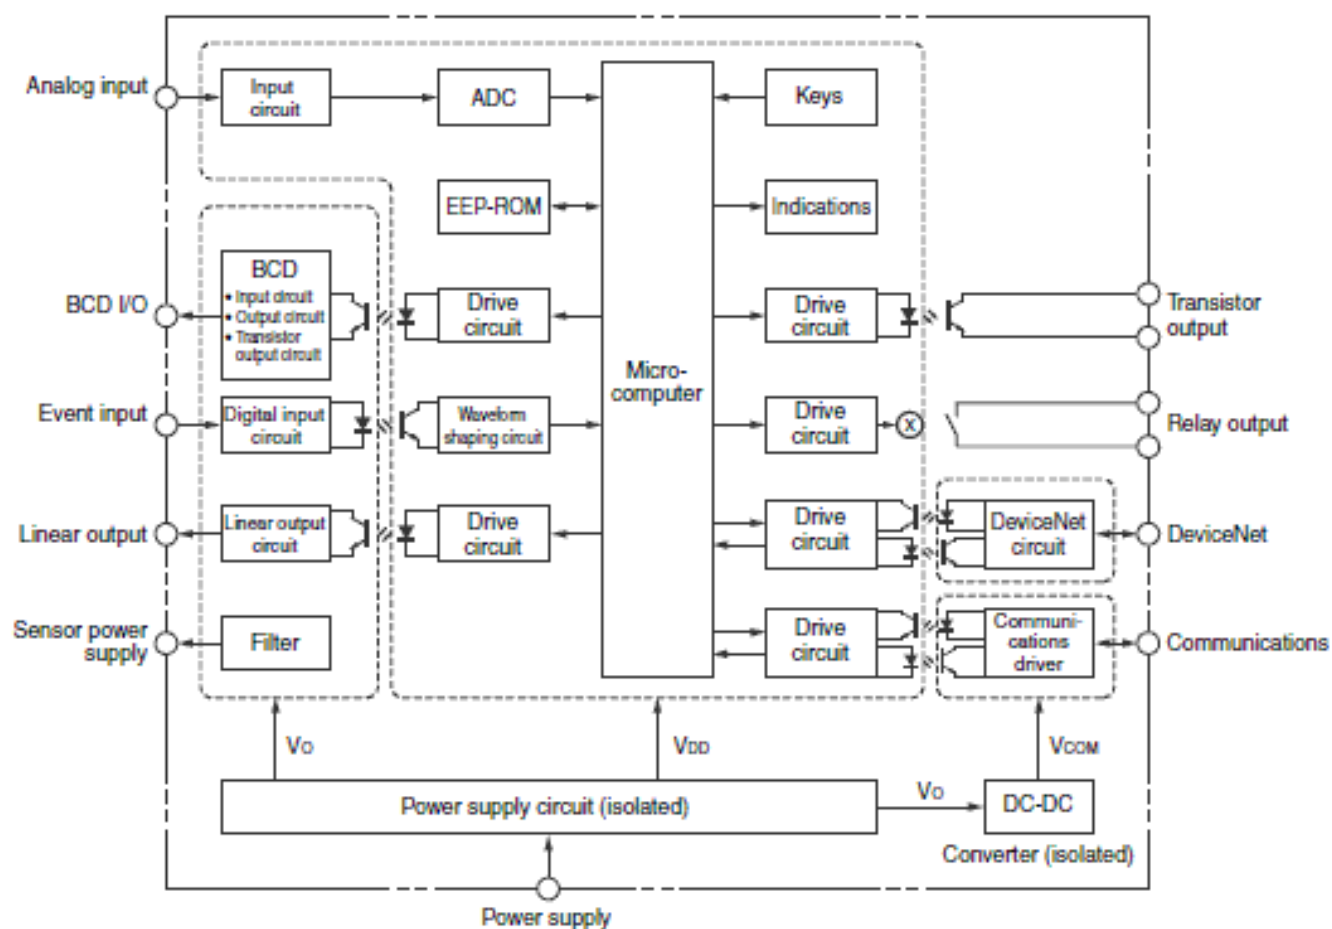 Analog input
Input
circuit
ADC
Keys
EEP-ROM
Indications
BCD I/O
BCD
• Input circuit
• Output circuit
• Transistor
output circuit
Drive
circuit
Micro-
computer
Drive
circuit
Transistor
output
Event input
Digital input
circuit
Waveform
shaping circuit
Drive
circuit
X
Relay output
Linear output
Linear output
circuit
Drive
circuit
Drive
circuit
DeviceNet
circuit
DeviceNet
Sensor power
supply
Filter
Drive
circuit
Communi-
cations
driver
Communications
VO
VDD
VCOM
Power supply circuit (isolated)
VO
DC-DC
Converter (isolated)
Power supply